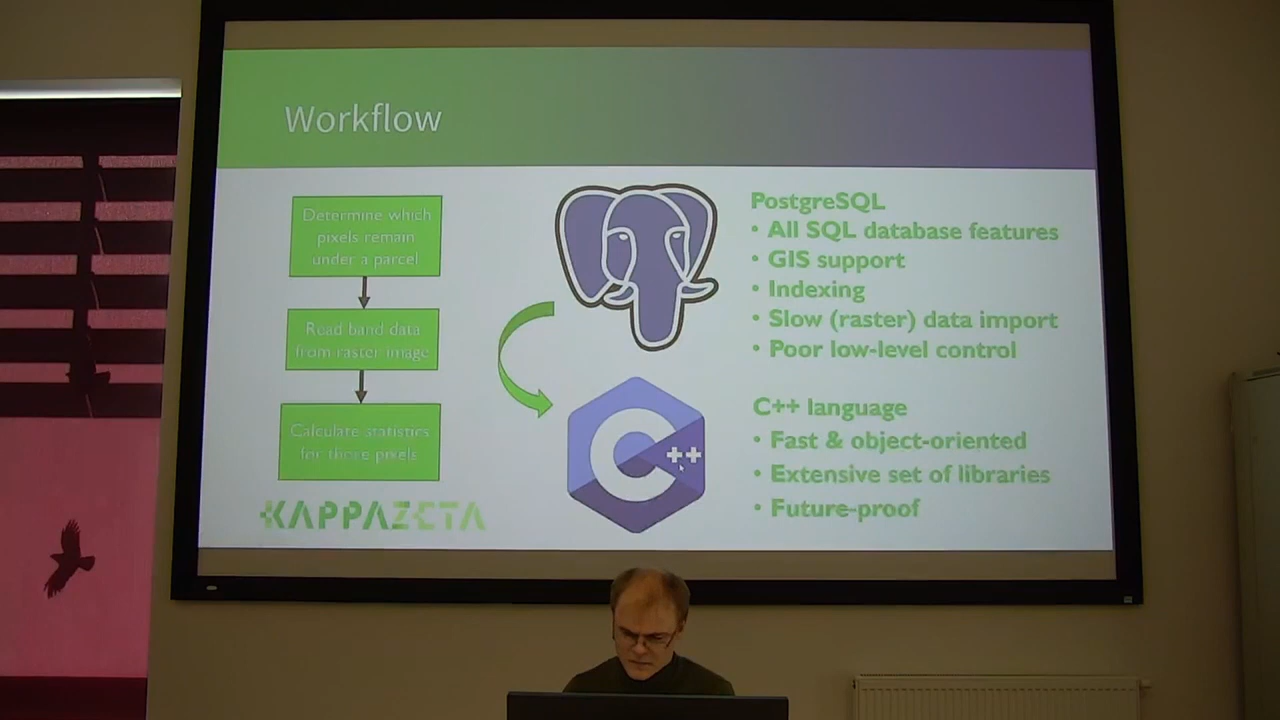 Workflow
Determine which
pixels remain
under a parcel
Read band data
from raster image
Calculate statistics
for those pixels
KAPPAZETA
PostgreSQL
• All SQL database features
• GIS support
• Indexing
• Slow (raster) data import
• Poor low-level control
C++
C++ language
• Fast & object-oriented
• Extensive set of libraries
• Future-proof